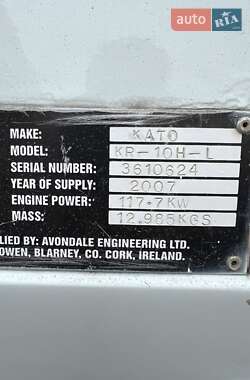 auto RIA.com
MAKE: KATO
MODEL: KR-10H-L
SERIAL NUMBER: 3610624
YEAR OF SUPPLY: 2007
ENGINE POWER: 117.7KW
MASS: 12.985KGS
LIED BY: AVONDALE ENGINEERING LTD.
OWEN, BLARNEY, CO. CORK, IRELAND.